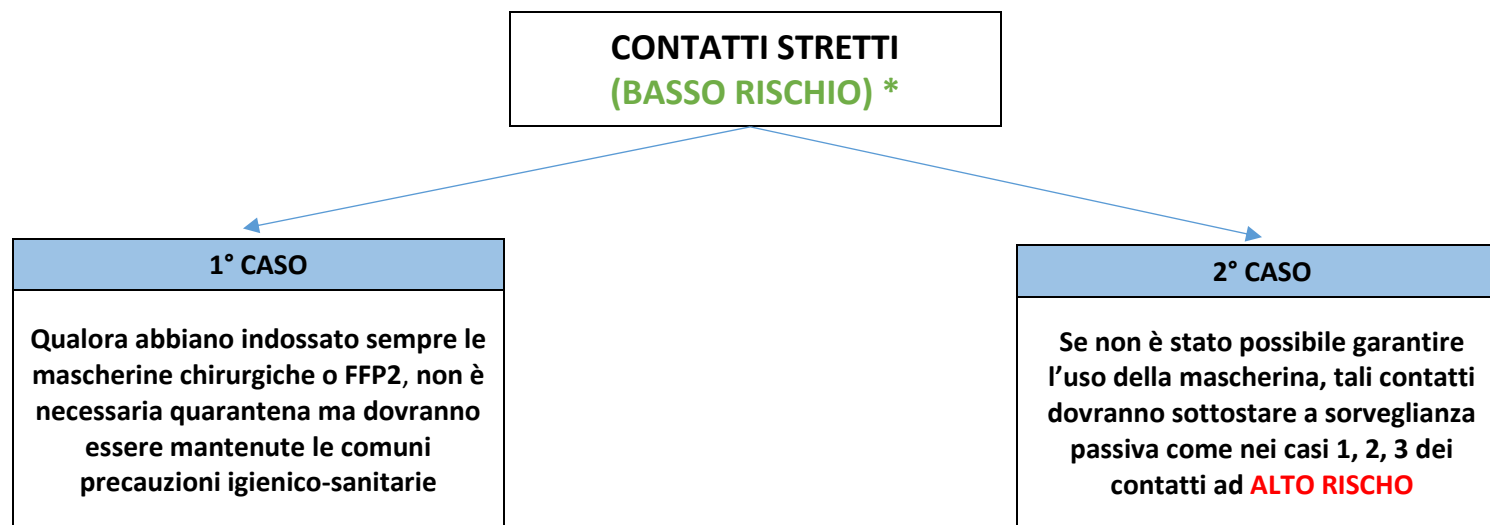 CONTATTI STRETTI
(BASSO RISCHIO) *
1° CASO
Qualora abbiano indossato sempre le
mascherine chirurgiche o FFP2, non è
necessaria quarantena ma dovranno
essere mantenute le comuni
precauzioni igienico-sanitarie
2° CASO
Se non è stato possibile garantire
l’uso della mascherina, tali contatti
dovranno sottostare a sorveglianza
passiva come nei casi 1, 2, 3 dei
contatti ad ALTO RISCHO